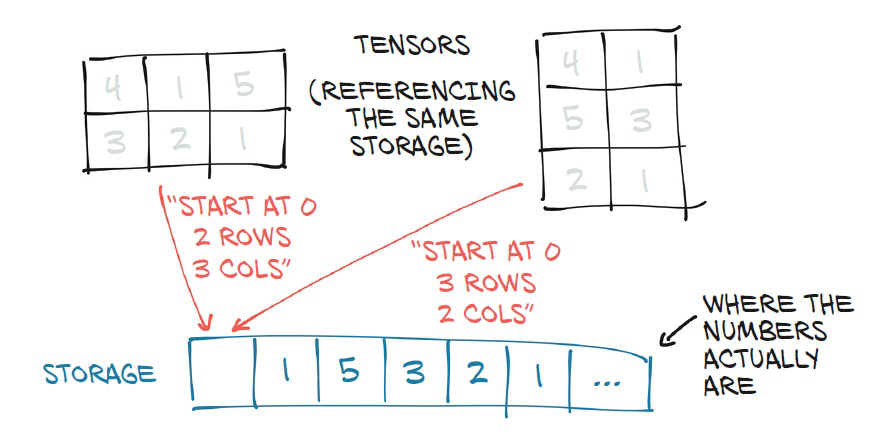 TENSORS
(REFERENCING
THE SAME
STORAGE)
4 1 5
3 2 1
4 1
5 3
2 1
"START AT 0
2 ROWS
3 COLS"
"START AT 0
3 ROWS
2 COLS"
WHERE THE
NUMBERS
ACTUALLY
ARE
STORAGE
1 5 3 2 1 ...